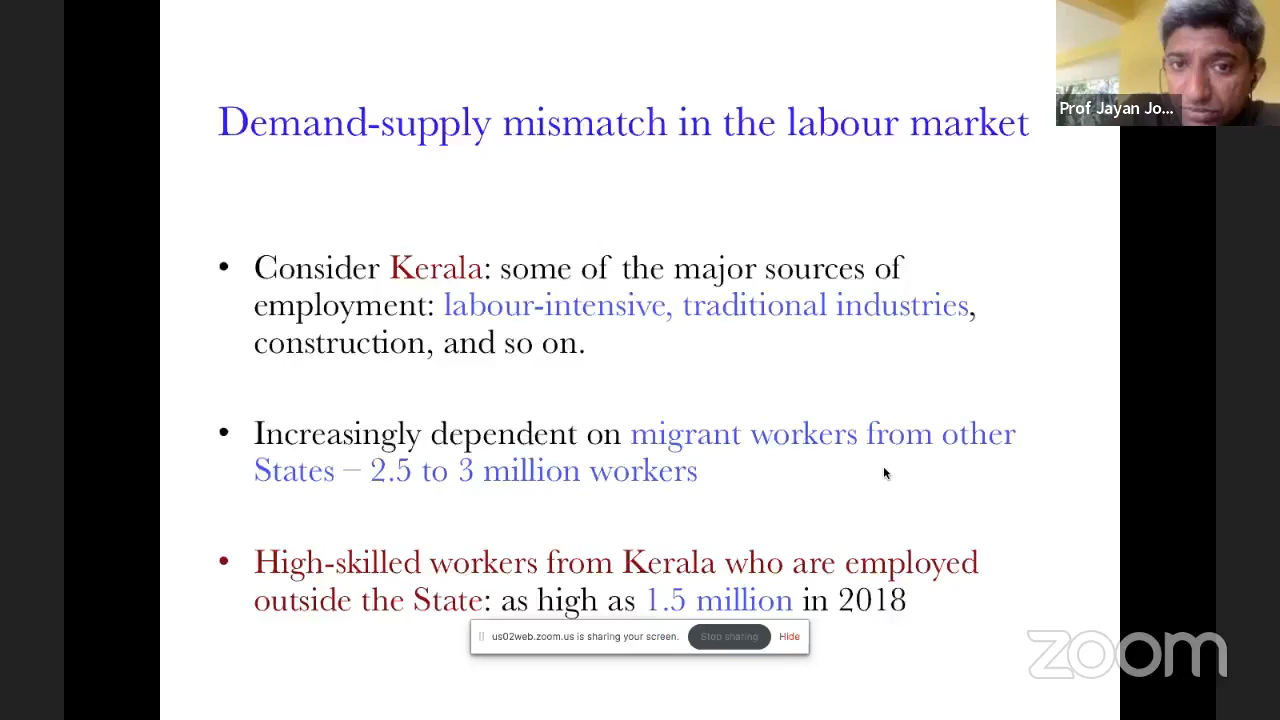 Prof Jayan Jo...
Demand-supply mismatch in the labour market
• Consider Kerala: some of the major sources of
employment: labour-intensive, traditional industries,
construction, and so on.
• Increasingly dependent on migrant workers from other
States – 2.5 to 3 million workers
• High-skilled workers from Kerala who are employed
outside the State: as high as 1.5 million in 2018
us02web.zoom.us is sharing your screen. Stop sharing Hide
zoom